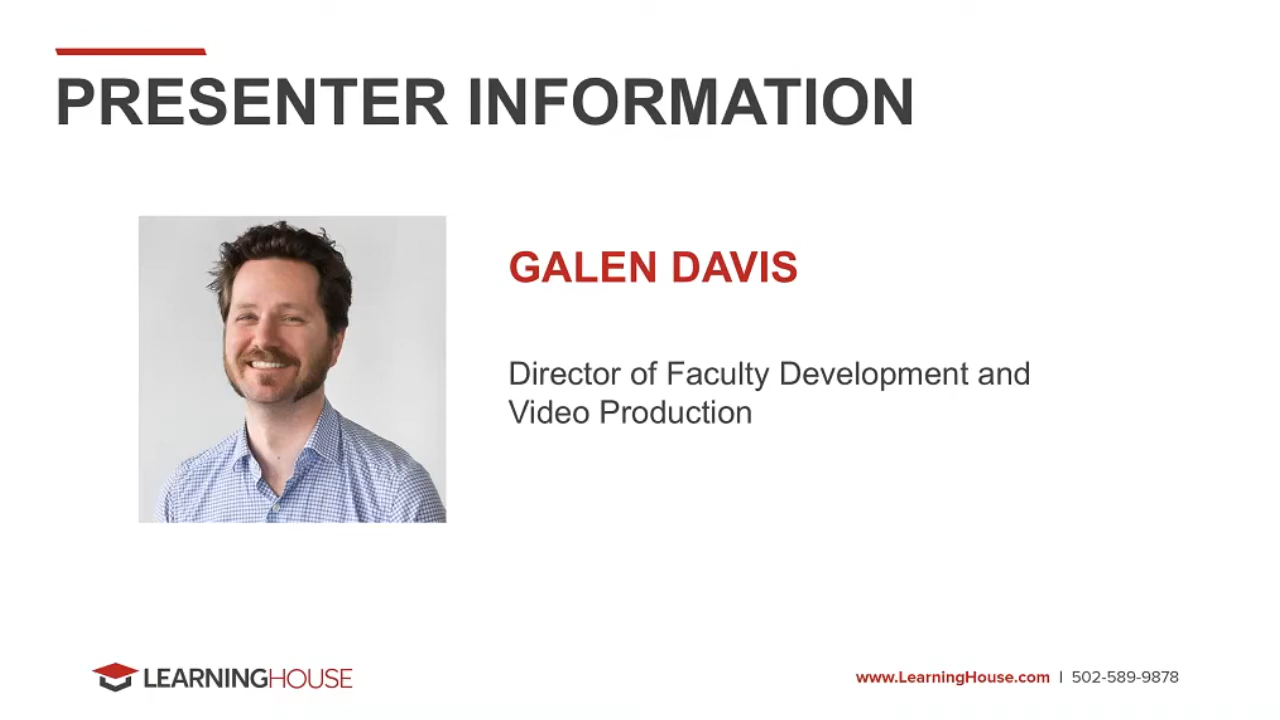 PRESENTER INFORMATION
GALEN DAVIS
Director of Faculty Development and
Video Production
LEARNINGHOUSE
www.LearningHouse.com | 502-589-9878